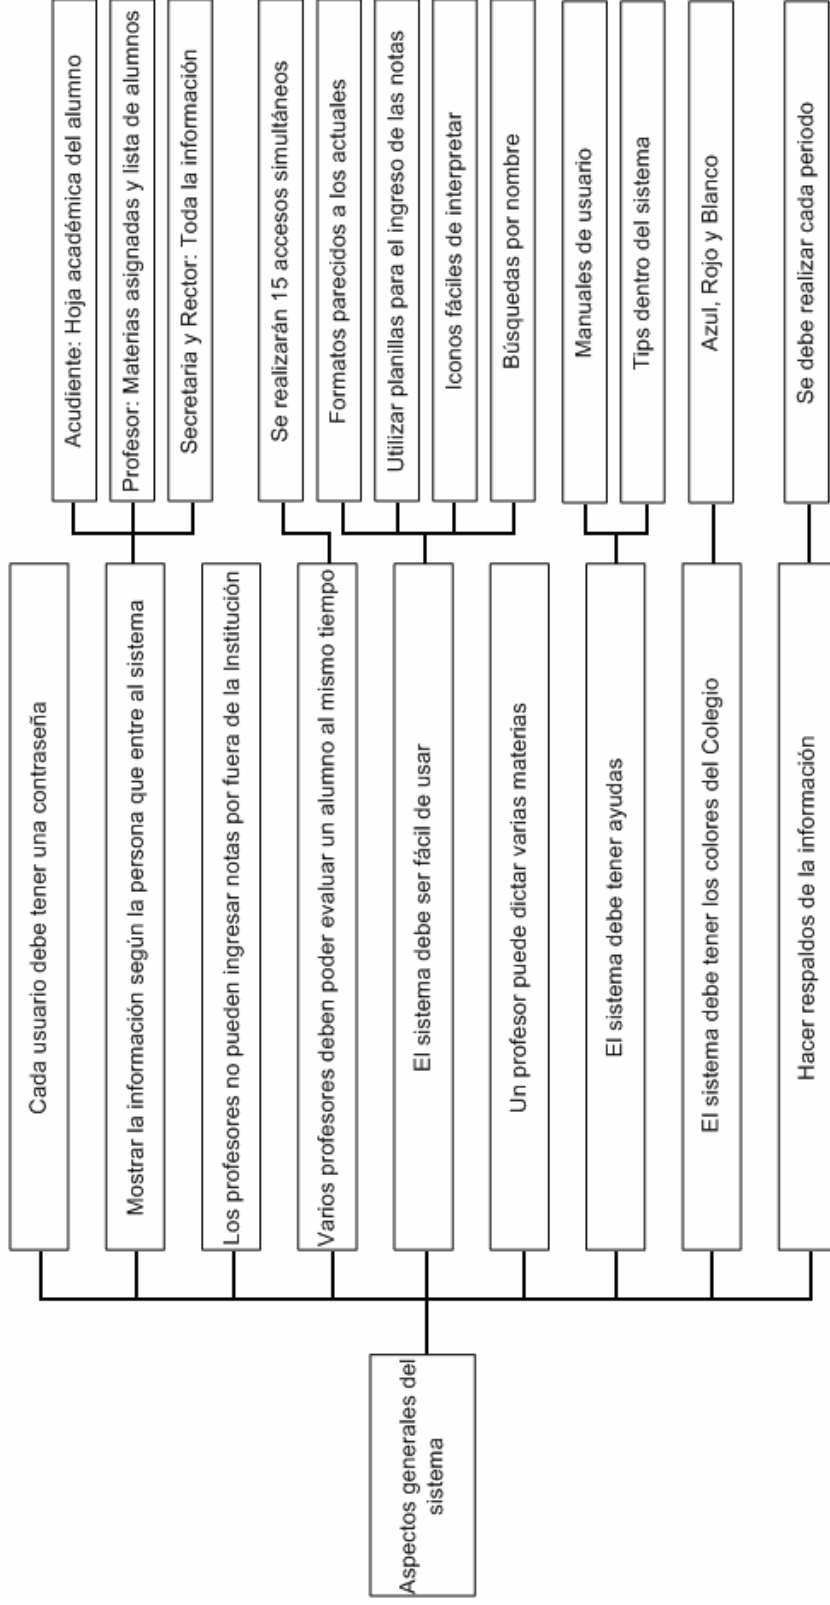 Aspectos generales del
sistema
Cada usuario debe tener una contraseña
Mostrar la información según la persona que entre al sistema
Acudiente: Hoja académica del alumno
Profesor: Materias asignadas y lista de alumnos
Secretaria y Rector: Toda la información
Los profesores no pueden ingresar notas por fuera de la Institución
Varios profesores deben poder evaluar un alumno al mismo tiempo
Se realizarán 15 accesos simultáneos
El sistema debe ser fácil de usar
Formatos parecidos a los actuales
Utilizar planillas para el ingreso de las notas
Iconos fáciles de interpretar
Búsquedas por nombre
Un profesor puede dictar varias materias
El sistema debe tener ayudas
Manuales de usuario
Tips dentro del sistema
El sistema debe tener los colores del Colegio
Azul, Rojo y Blanco
Hacer respaldos de la información
Se debe realizar cada periodo